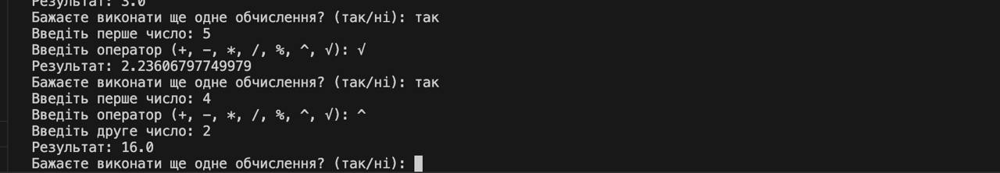 Результат: 3.0
Бажаєте виконати ще одне обчислення? (так/ні): так
Введіть перше число: 5
Введіть оператор (+, -, *, /, %, ^, √): √
Результат: 2.23606797749979
Бажаєте виконати ще одне обчислення? (так/ні): так
Введіть перше число: 4
Введіть оператор (+, -, *, /, %, ^, √): ^
Введіть друге число: 2
Результат: 16.0
Бажаєте виконати ще одне обчислення? (так/ні):